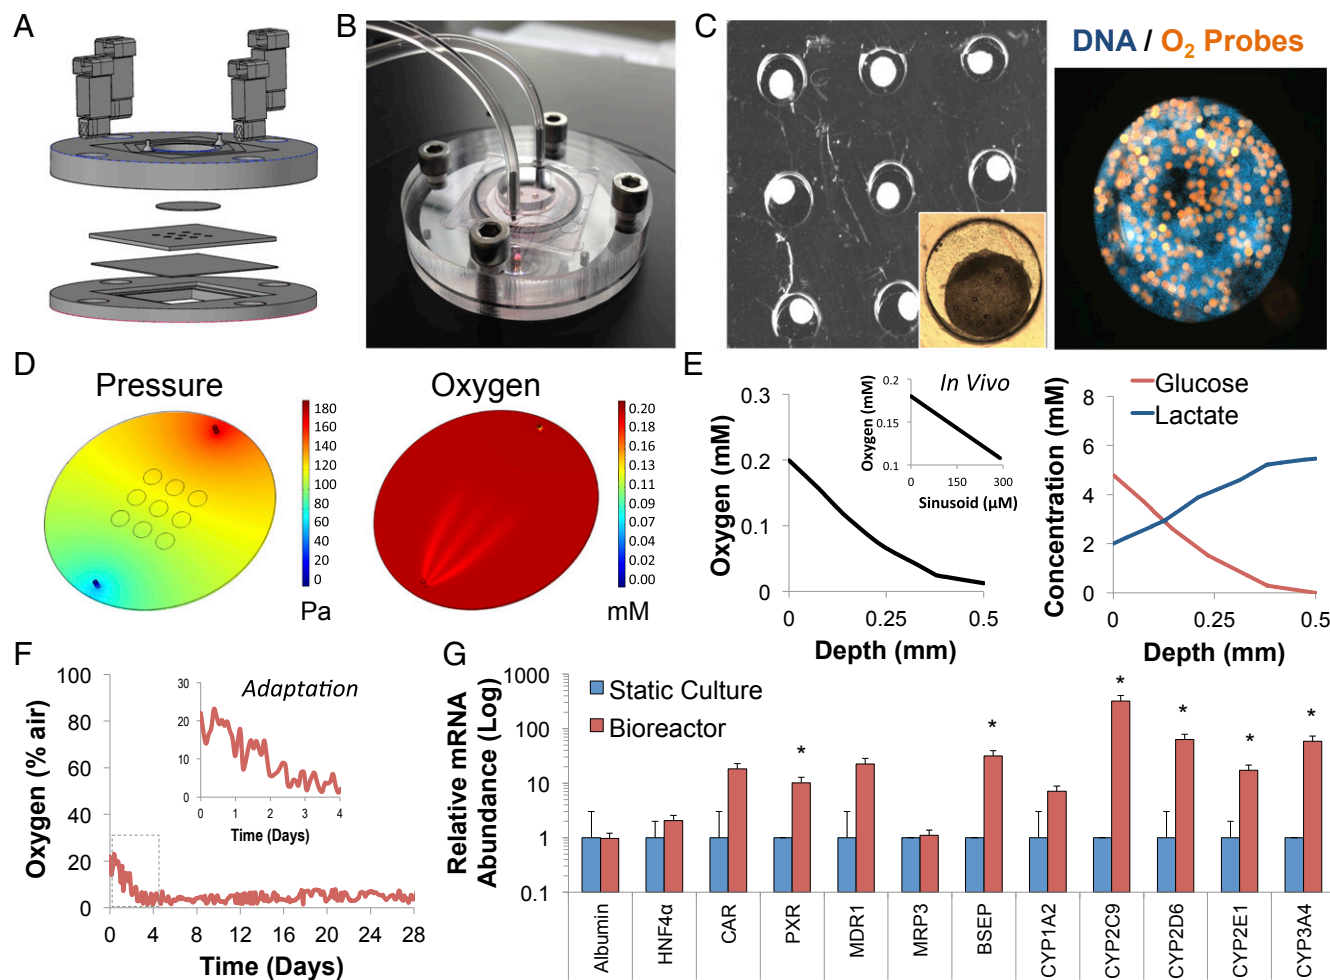 A
B
C
DNA / O2 Probes
D
Pressure
180
160
140
120
100
80
60
40
20
0
Pa
Oxygen
0.20
0.18
0.16
0.14
0.13
0.11
0.09
0.07
0.05
0.04
0.02
0.00
mM
E
Oxygen (mM)
0.3
0.2
0.1
0
0
0.25
0.5
Depth (mm)
In Vivo
Oxygen (mM)
0.2
0.1
0.1
0
150
300
Sinusoid (μM)
Concentration (mM)
8
6
4
2
0
Glucose
Lactate
0
0.25
0.5
Depth (mm)
F
Oxygen (% air)
100
80
60
40
20
0
0 4 8 12 16 20 24 28
Time (Days)
Adaptation
30
20
10
0
0 1 2 3 4
Time (Days)
G
Relative mRNA
Abundance (Log)
1000
100
10
1
0.1
Static Culture
Bioreactor
*
*
*
*
*
*
Albumin
HNF4α
CAR
PXR
MDR1
MRP3
BSEP
CYP1A2
CYP2C9
CYP2D6
CYP2E1
CYP3A4